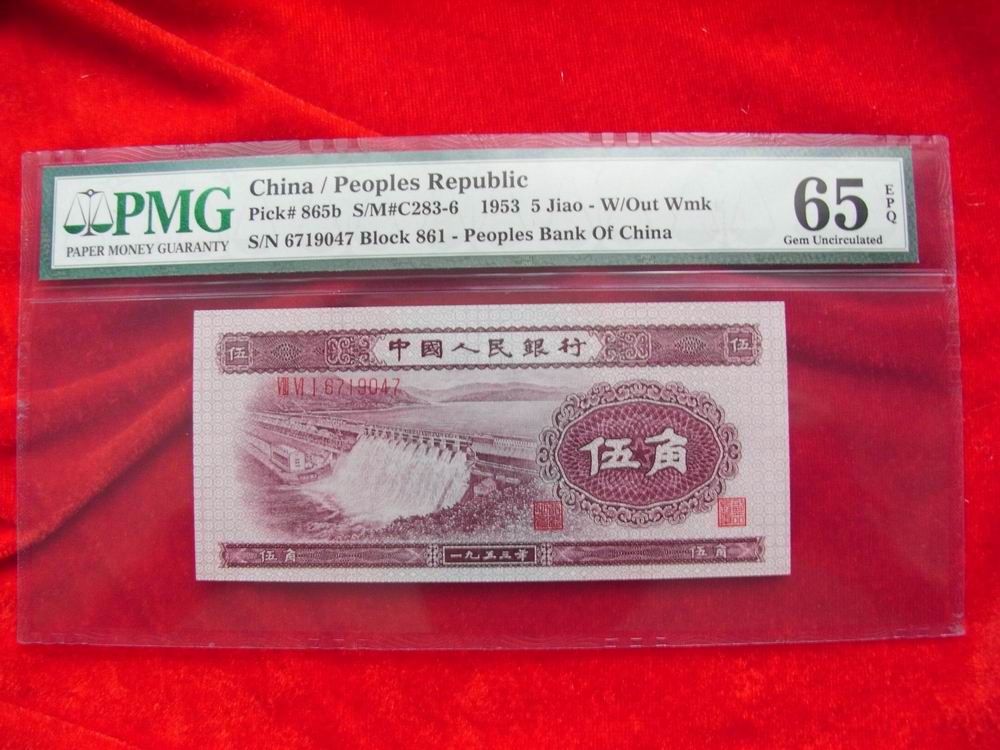 PMG
PAPER MONEY GUARANTY
China / Peoples Republic
Pick# 865b S/M#C283-6 1953 5 Jiao - W/Out Wmk
S/N 6719047 Block 861 - Peoples Bank Of China
65
EPQ
Gem Uncirculated
伍 中國人民銀行 伍
VIII VI I 6719047
伍角
伍角 一九五三年 伍角